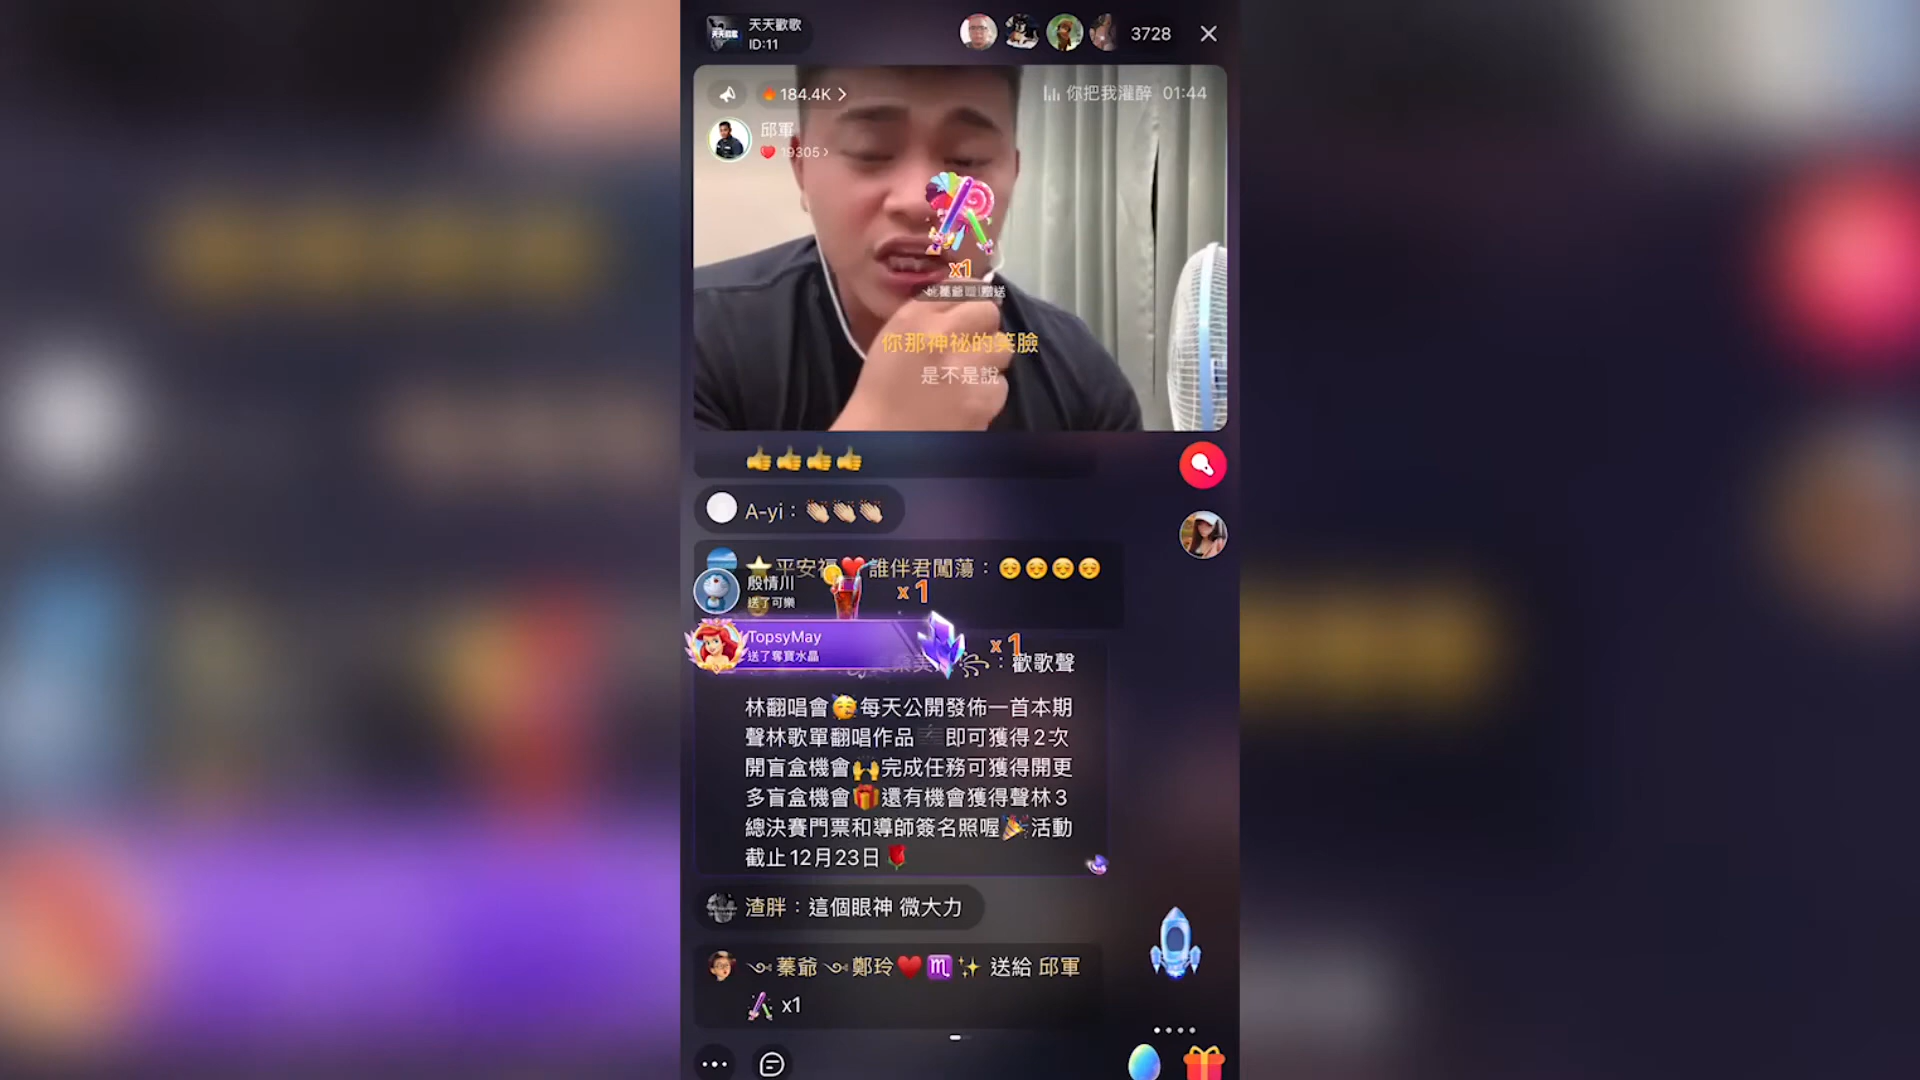 天天歡歌
ID:11
3728
184.4K
你把我灌醉 01:44
邱軍
19305
x1
你那神祕的笑臉
是不是說
A-yi：
平安福 誰伴君闖蕩：
殷情川
送了可樂
x 1
TopsyMay
送了奪寶水晶
x 1
：歡歌聲
林翻唱會 每天公開發佈一首本期
聲林歌單翻唱作品 即可獲得2次
開盲盒機會 完成任務可獲得開更
多盲盒機會 還有機會獲得聲林3
總決賽門票和導師簽名照喔 活動
截止12月23日
渣胖：這個眼神 微大力
蓁爺 鄭玲 送給 邱軍
x1